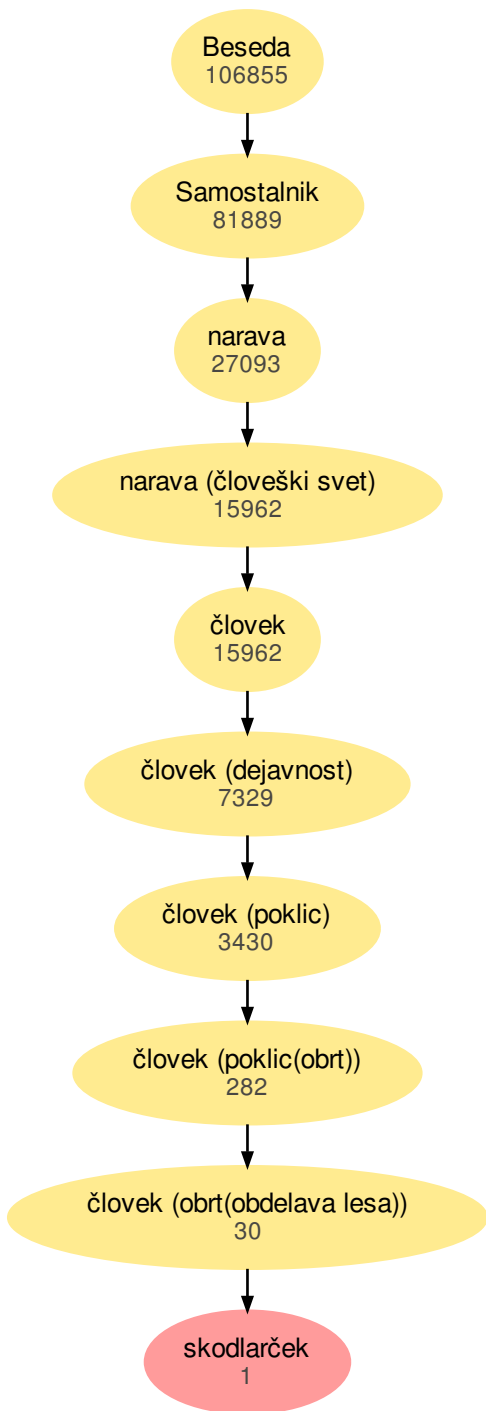 Beseda
106855
Samostalnik
81889
narava
27093
narava (človeški svet)
15962
človek
15962
človek (dejavnost)
7329
človek (poklic)
3430
človek (poklic(obrt))
282
človek (obrt(obdelava lesa))
30
skodlarček
1